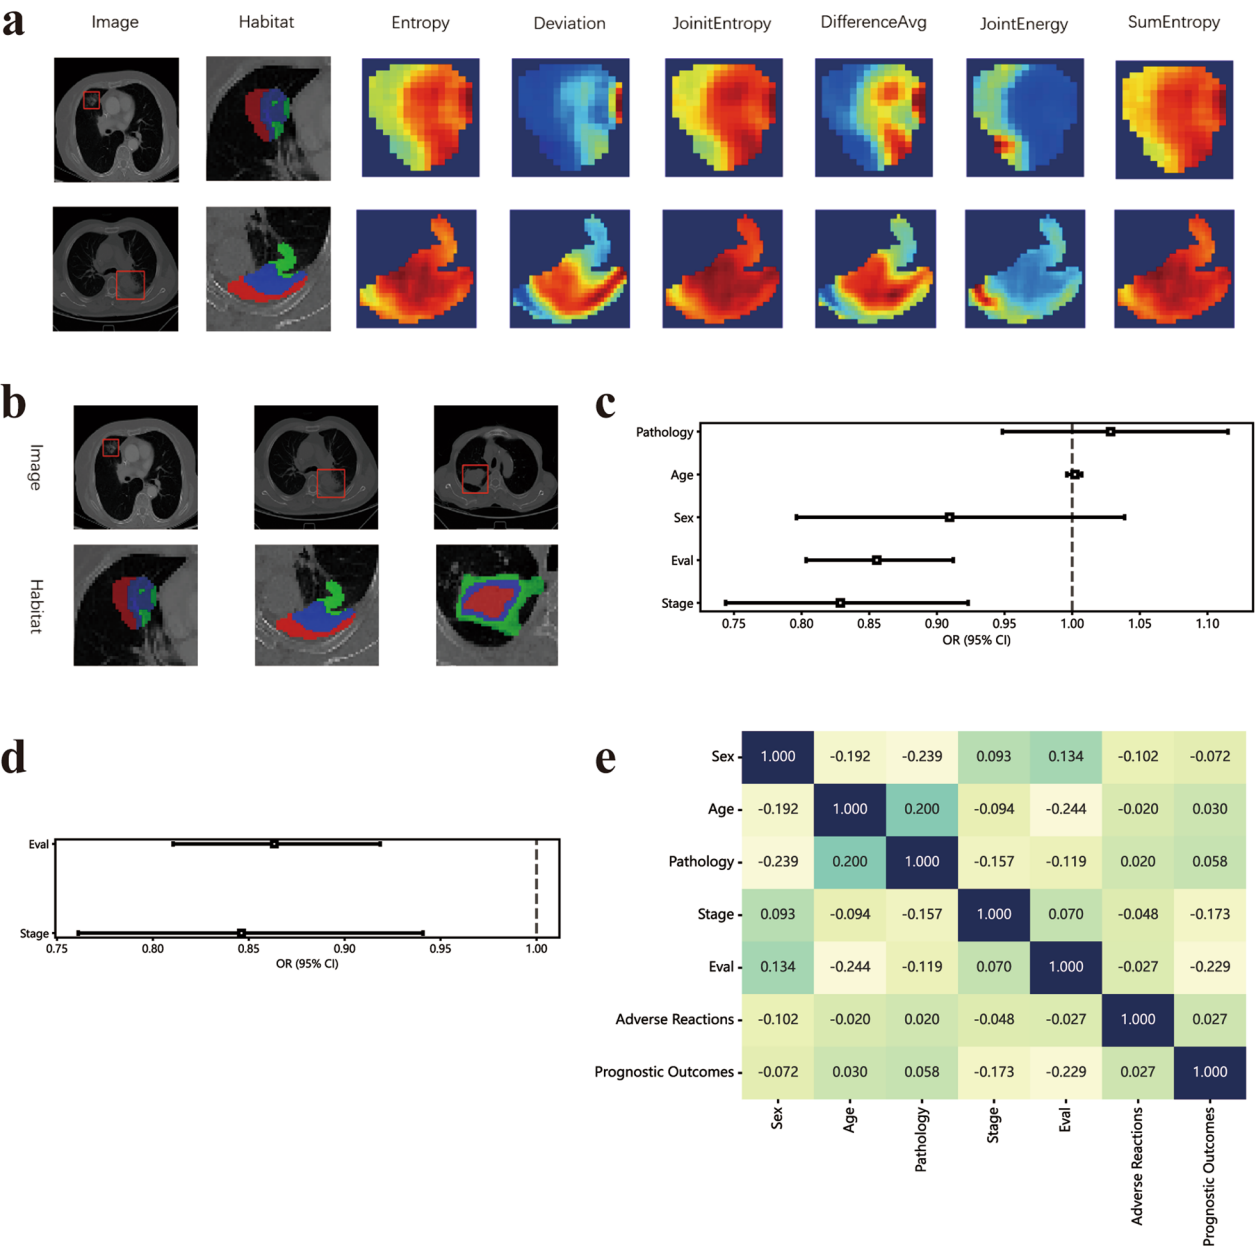 a
Image Habitat Entropy Deviation JoinitEntropy DifferenceAvg JointEnergy SumEntropy
b
Image
Habitat
c
Pathology
Age
Sex
Eval
Stage
0.75 0.80 0.85 0.90 0.95 1.00 1.05 1.10
OR (95% CI)
d
Eval
Stage
0.75 0.80 0.85 0.90 0.95 1.00
OR (95% CI)
e
Sex 1.000 -0.192 -0.239 0.093 0.134 -0.102 -0.072
Age -0.192 1.000 0.200 -0.094 -0.244 -0.020 0.030
Pathology -0.239 0.200 1.000 -0.157 -0.119 0.020 0.058
Stage 0.093 -0.094 -0.157 1.000 0.070 -0.048 -0.173
Eval 0.134 -0.244 -0.119 0.070 1.000 -0.027 -0.229
Adverse Reactions -0.102 -0.020 0.020 -0.048 -0.027 1.000 0.027
Prognostic Outcomes -0.072 0.030 0.058 -0.173 -0.229 0.027 1.000
Sex Age Pathology Stage Eval Adverse Reactions Prognostic Outcomes